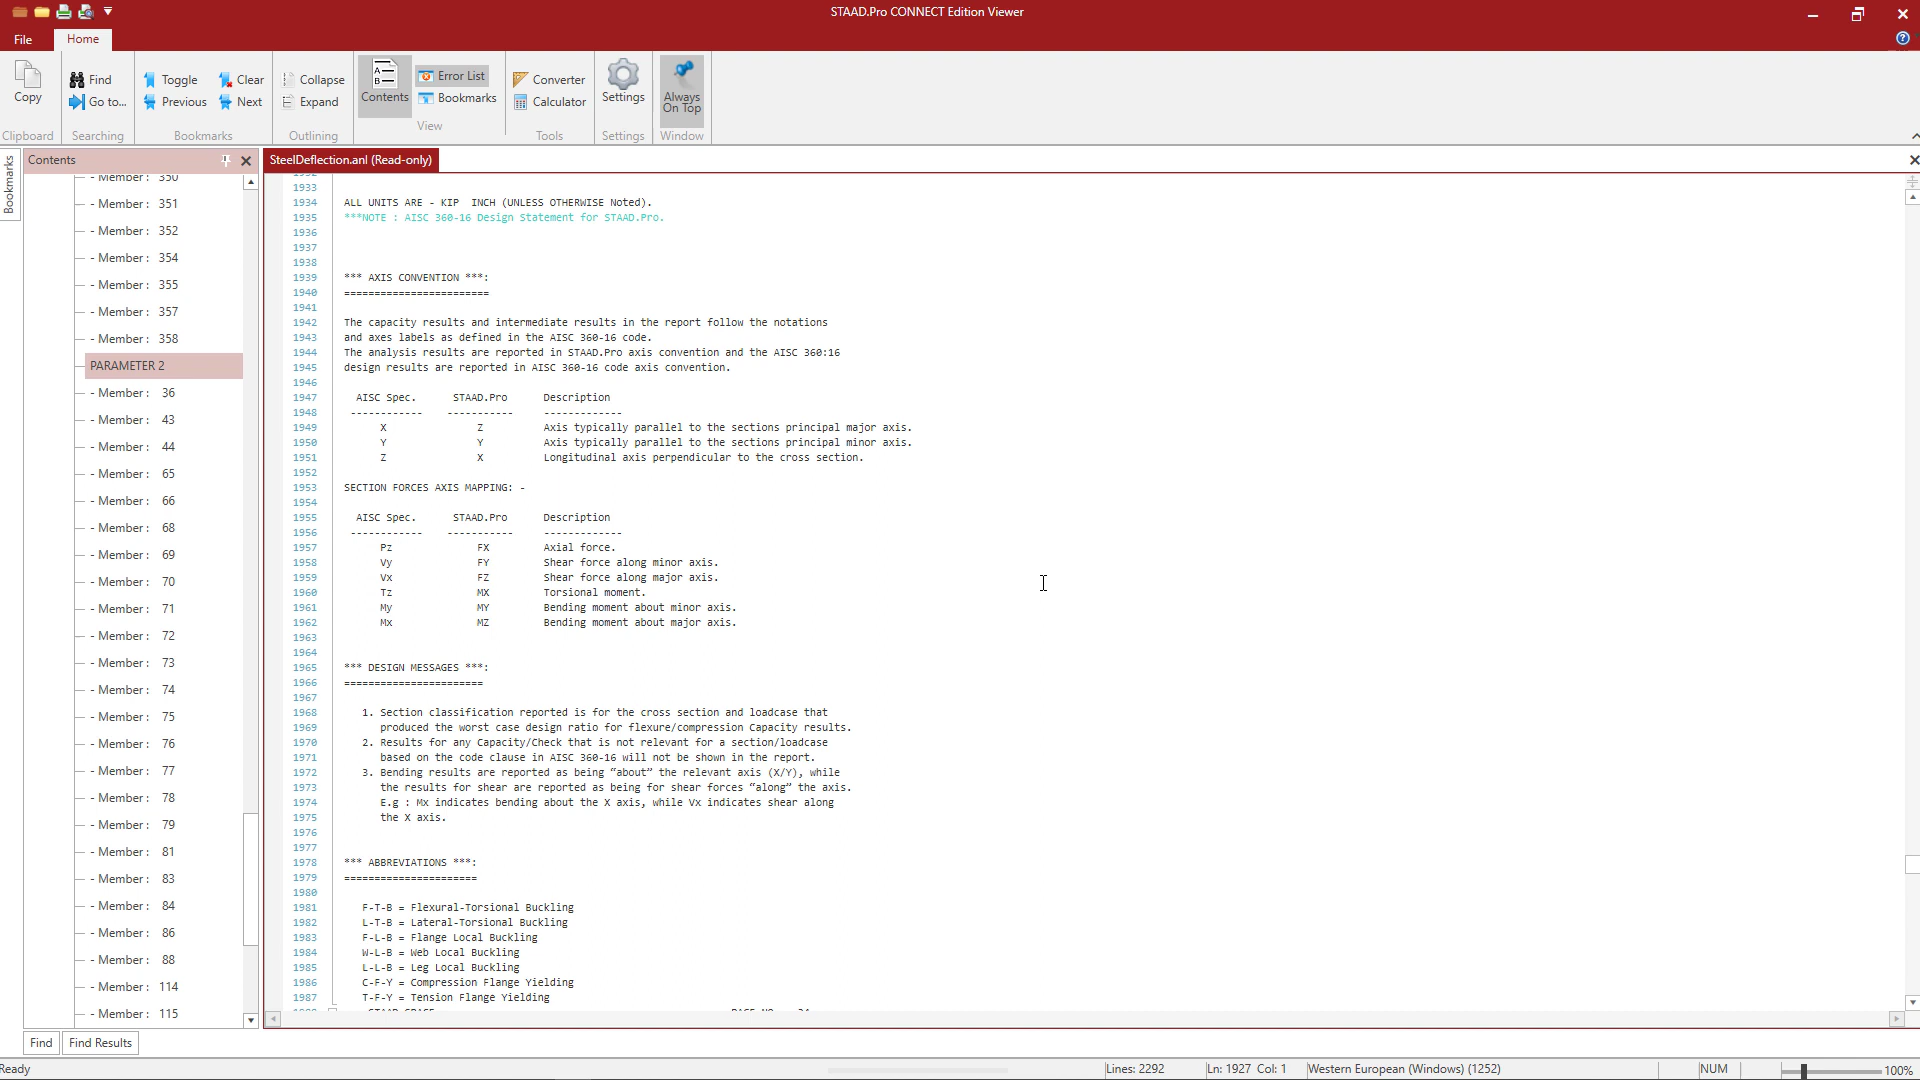 STAAD.Pro CONNECT Edition Viewer
File
Home
Copy
Clipboard
Find
Go to...
Searching
Toggle
Clear
Previous
Next
Bookmarks
Collapse
Expand
Outlining
Contents
Error List
Bookmarks
View
Converter
Calculator
Tools
Settings
Settings
Always
On Top
Window
Bookmarks
Contents
SteelDeflection.anl (Read-only)
- Member: 350
- Member: 351
- Member: 352
- Member: 354
- Member: 355
- Member: 357
- Member: 358
PARAMETER 2
- Member: 36
- Member: 43
- Member: 44
- Member: 65
- Member: 66
- Member: 68
- Member: 69
- Member: 70
- Member: 71
- Member: 72
- Member: 73
- Member: 74
- Member: 75
- Member: 76
- Member: 77
- Member: 78
- Member: 79
- Member: 81
- Member: 83
- Member: 84
- Member: 86
- Member: 88
- Member: 114
- Member: 115
1932
1933
1934 ALL UNITS ARE - KIP INCH (UNLESS OTHERWISE Noted).
1935 ***NOTE : AISC 360-16 Design Statement for STAAD.Pro.
1936
1937
1938
1939 *** AXIS CONVENTION ***:
1940 ========================
1941
1942 The capacity results and intermediate results in the report follow the notations
1943 and axes labels as defined in the AISC 360-16 code.
1944 The analysis results are reported in STAAD.Pro axis convention and the AISC 360:16
1945 design results are reported in AISC 360-16 code axis convention.
1946
1947 AISC Spec. STAAD.Pro Description
1948 ------------ ----------- -------------
1949 X Z Axis typically parallel to the sections principal major axis.
1950 Y Y Axis typically parallel to the sections principal minor axis.
1951 Z X Longitudinal axis perpendicular to the cross section.
1952
1953 SECTION FORCES AXIS MAPPING: -
1954
1955 AISC Spec. STAAD.Pro Description
1956 ------------ ----------- -------------
1957 Pz FX Axial force.
1958 Vy FY Shear force along minor axis.
1959 Vx FZ Shear force along major axis.
1960 Tz MX Torsional moment.
1961 My MY Bending moment about minor axis.
1962 Mx MZ Bending moment about major axis.
1963
1964
1965 *** DESIGN MESSAGES ***:
1966 =======================
1967
1968 1. Section classification reported is for the cross section and loadcase that
1969 produced the worst case design ratio for flexure/compression Capacity results.
1970 2. Results for any Capacity/Check that is not relevant for a section/loadcase
1971 based on the code clause in AISC 360-16 will not be shown in the report.
1972 3. Bending results are reported as being “about” the relevant axis (X/Y), while
1973 the results for shear are reported as being for shear forces “along” the axis.
1974 E.g : Mx indicates bending about the X axis, while Vx indicates shear along
1975 the X axis.
1976
1977
1978 *** ABBREVIATIONS ***:
1979 ======================
1980
1981 F-T-B = Flexural-Torsional Buckling
1982 L-T-B = Lateral-Torsional Buckling
1983 F-L-B = Flange Local Buckling
1984 W-L-B = Web Local Buckling
1985 L-L-B = Leg Local Buckling
1986 C-F-Y = Compression Flange Yielding
1987 T-F-Y = Tension Flange Yielding
Find
Find Results
Ready
Lines: 2292
Ln: 1927 Col: 1
Western European (Windows) (1252)
NUM
100%